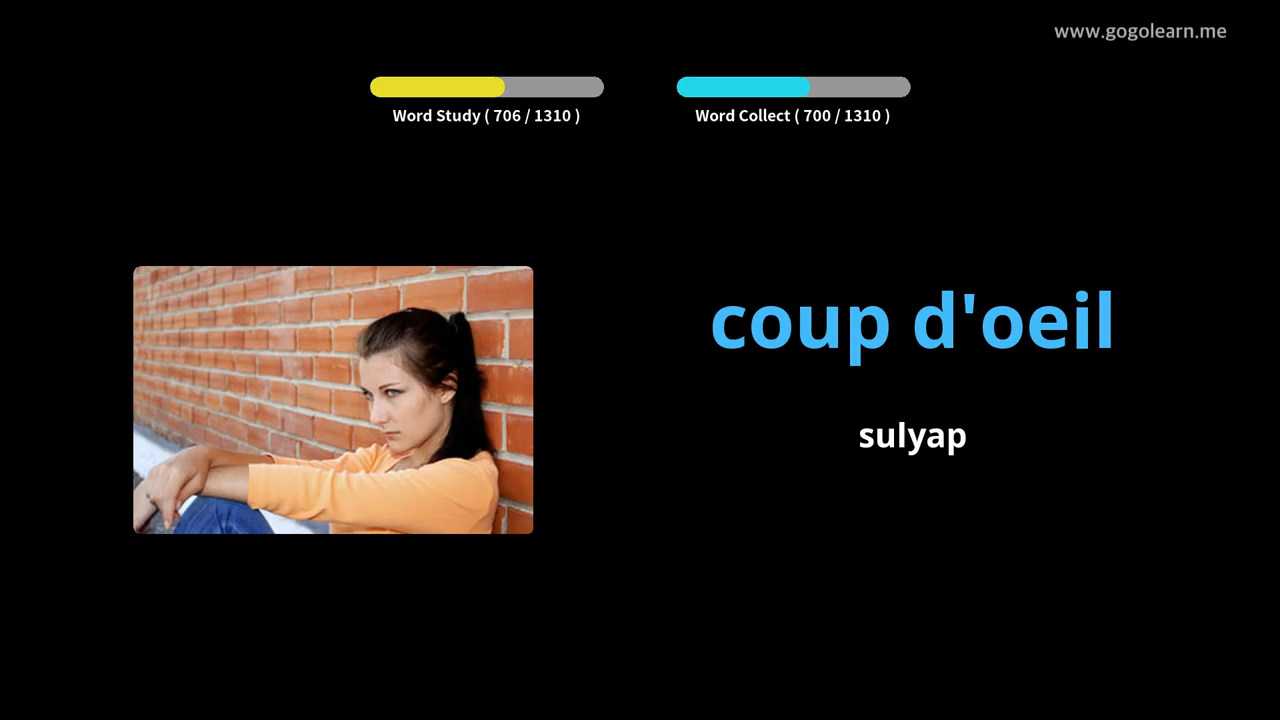 www.gogolearn.me
Word Study ( 706 / 1310 )
Word Collect ( 700 / 1310 )
coup d'oeil
sulyap